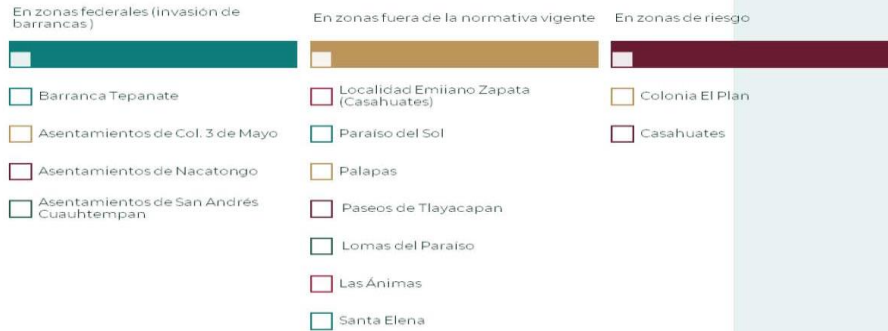 En zonas federales (invasión de
barrancas )
Barranca Tepanate
Asentamientos de Col. 3 de Mayo
Asentamientos de Nacatongo
Asentamientos de San Andrés
Cuauhtempan
En zonas fuera de la normativa vigente
Localidad Emiiano Zapata
(Casahuates)
Paraíso del Sol
Palapas
Paseos de Tlayacapan
Lomas del Paraíso
Las Ánimas
Santa Elena
En zonas de riesgo
Colonia El Plan
Casahuates